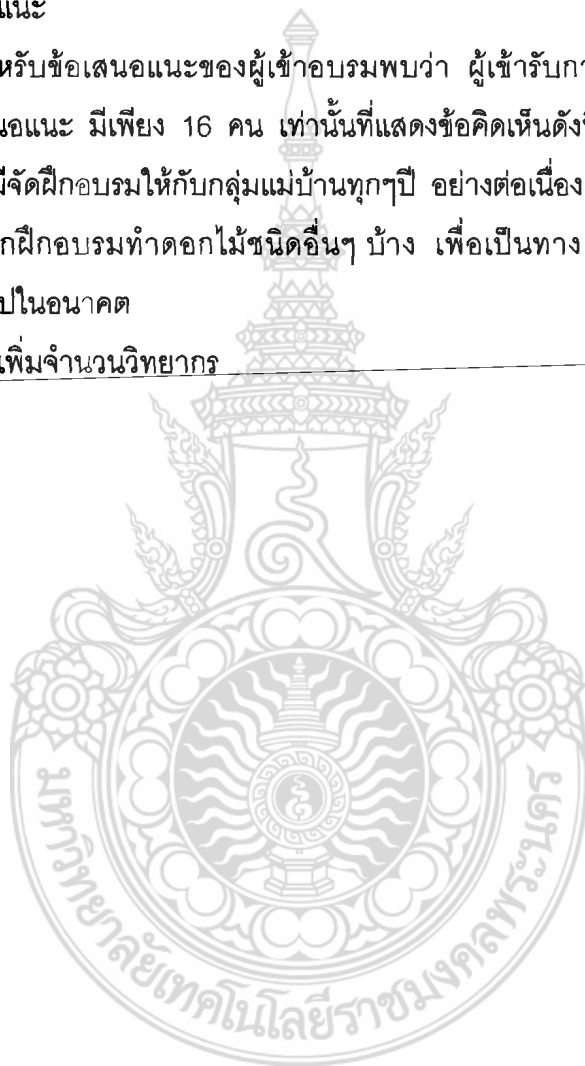 แนะ
หรับข้อเสนอแนะของผู้เข้าอบรมพบว่า ผู้เข้ารับกา
นอแนะ มีเพียง 16 คน เท่านั้นที่แสดงข้อคิดเห็นดัง
มีจัดฝึกอบรมให้กับกลุ่มแม่บ้านทุกๆปี อย่างต่อเนื่อง
กฝึกอบรมทำดอกไม้ชนิดอื่นๆ บ้าง เพื่อเป็นทาง
ปในอนาคต
เพิ่มจำนวนวิทยากร
มหาวิทยาลัยเทคโนโลยีราชมงคลพระนคร